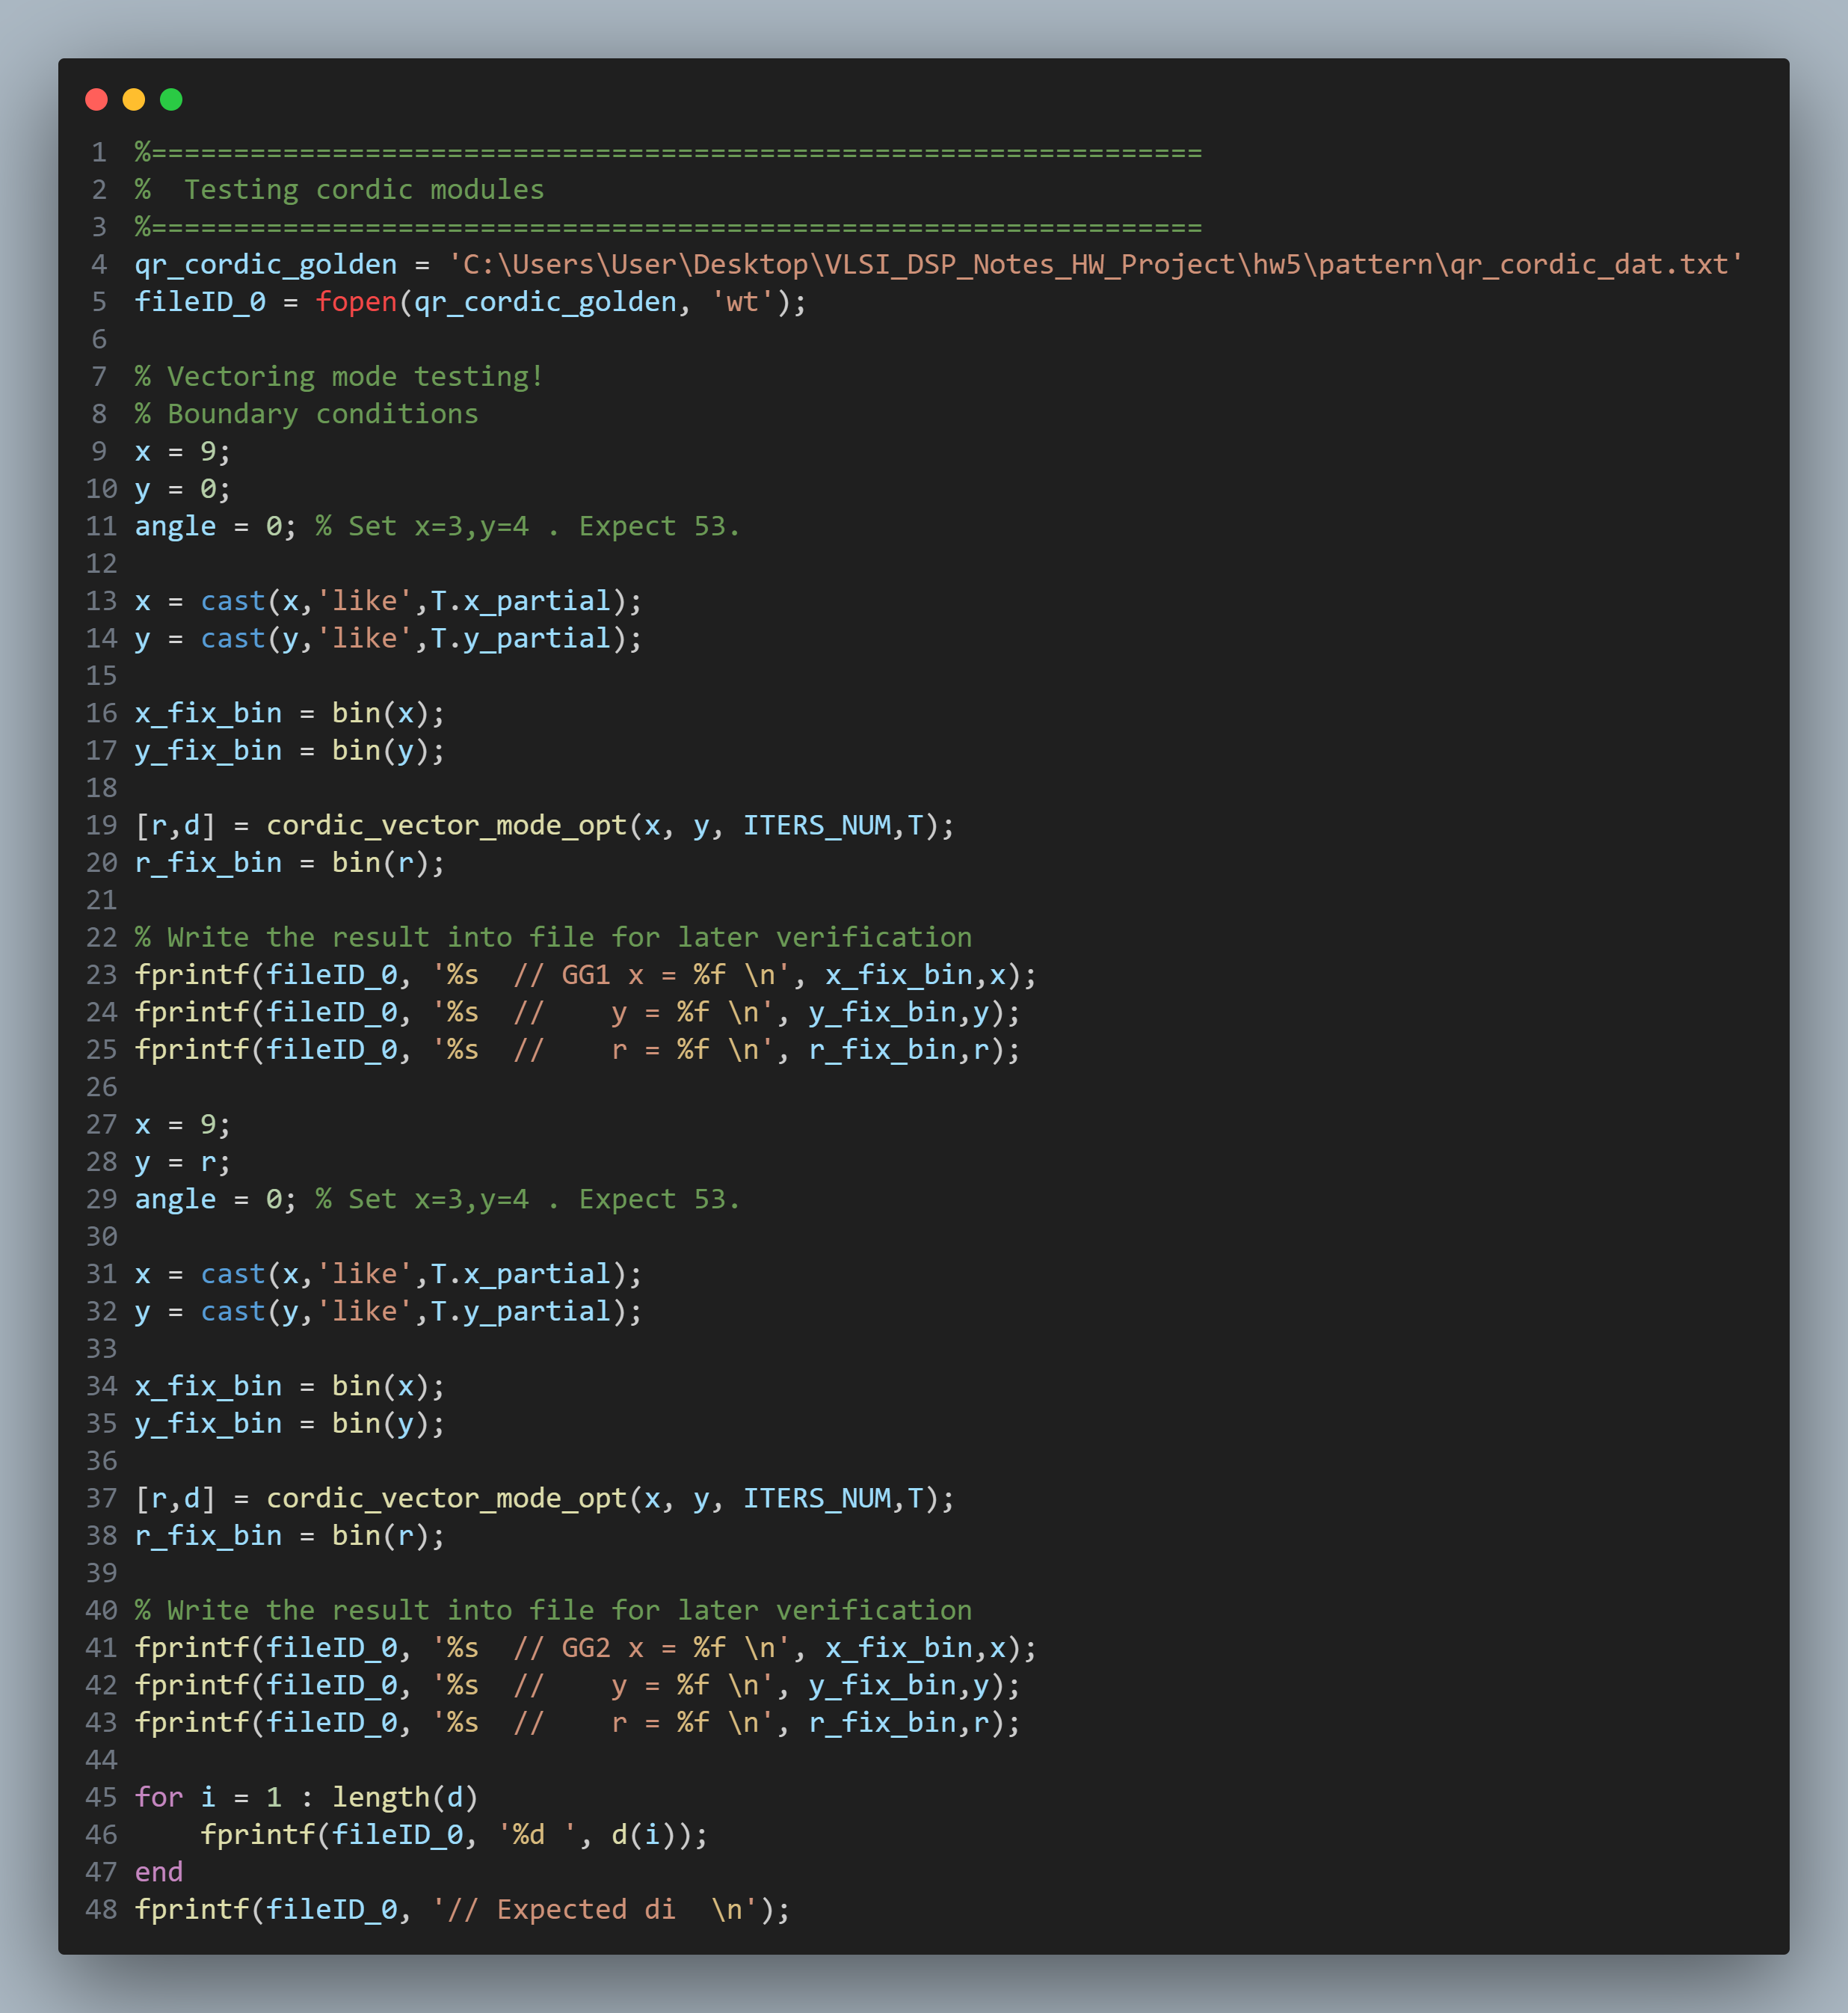 1 %================================================================
2 %  Testing cordic modules
3 %================================================================
4 qr_cordic_golden = 'C:\Users\User\Desktop\VLSI_DSP_Notes_HW_Project\hw5\pattern\qr_cordic_dat.txt'
5 fileID_0 = fopen(qr_cordic_golden, 'wt');
6
7 % Vectoring mode testing!
8 % Boundary conditions
9 x = 9;
10 y = 0;
11 angle = 0; % Set x=3,y=4 . Expect 53.
12
13 x = cast(x,'like',T.x_partial);
14 y = cast(y,'like',T.y_partial);
15
16 x_fix_bin = bin(x);
17 y_fix_bin = bin(y);
18
19 [r,d] = cordic_vector_mode_opt(x, y, ITERS_NUM,T);
20 r_fix_bin = bin(r);
21
22 % Write the result into file for later verification
23 fprintf(fileID_0, '%s  // GG1 x = %f \n', x_fix_bin,x);
24 fprintf(fileID_0, '%s  //    y = %f \n', y_fix_bin,y);
25 fprintf(fileID_0, '%s  //    r = %f \n', r_fix_bin,r);
26
27 x = 9;
28 y = r;
29 angle = 0; % Set x=3,y=4 . Expect 53.
30
31 x = cast(x,'like',T.x_partial);
32 y = cast(y,'like',T.y_partial);
33
34 x_fix_bin = bin(x);
35 y_fix_bin = bin(y);
36
37 [r,d] = cordic_vector_mode_opt(x, y, ITERS_NUM,T);
38 r_fix_bin = bin(r);
39
40 % Write the result into file for later verification
41 fprintf(fileID_0, '%s  // GG2 x = %f \n', x_fix_bin,x);
42 fprintf(fileID_0, '%s  //    y = %f \n', y_fix_bin,y);
43 fprintf(fileID_0, '%s  //    r = %f \n', r_fix_bin,r);
44
45 for i = 1 : length(d)
46     fprintf(fileID_0, '%d ', d(i));
47 end
48 fprintf(fileID_0, '// Expected di  \n');